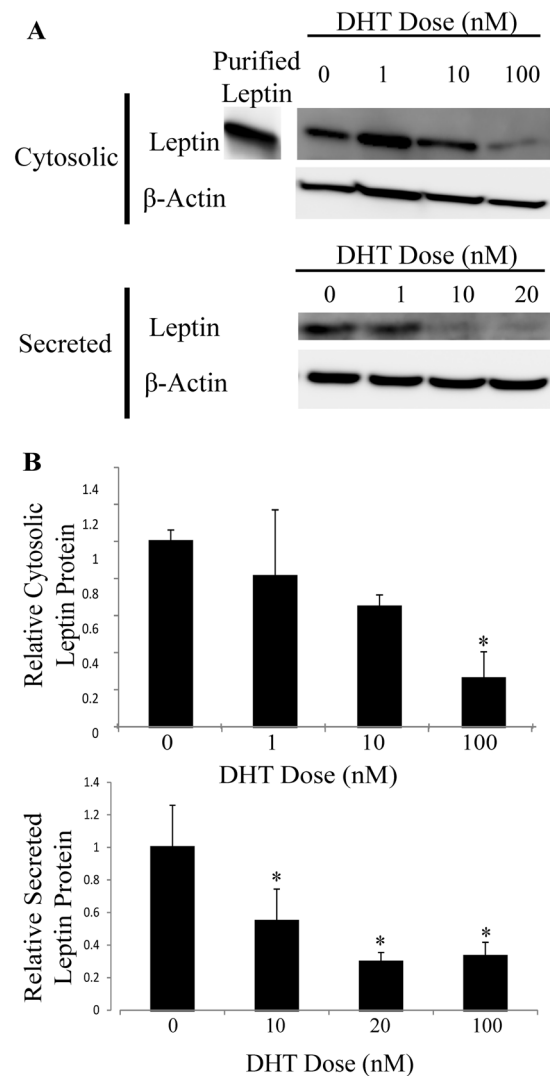 A
DHT Dose (nM)
Purified
Leptin
0 1 10 100
Cytosolic
Leptin
β-Actin
DHT Dose (nM)
0 1 10 20
Secreted
Leptin
β-Actin
B
Relative Cytosolic
Leptin Protein
1.4
1.2
1
0.8
0.6
0.4
0.2
0
*
0 1 10 100
DHT Dose (nM)
Relative Secreted
Leptin Protein
1.4
1.2
1
0.8
0.6
0.4
0.2
0
* * *
0 10 20 100
DHT Dose (nM)